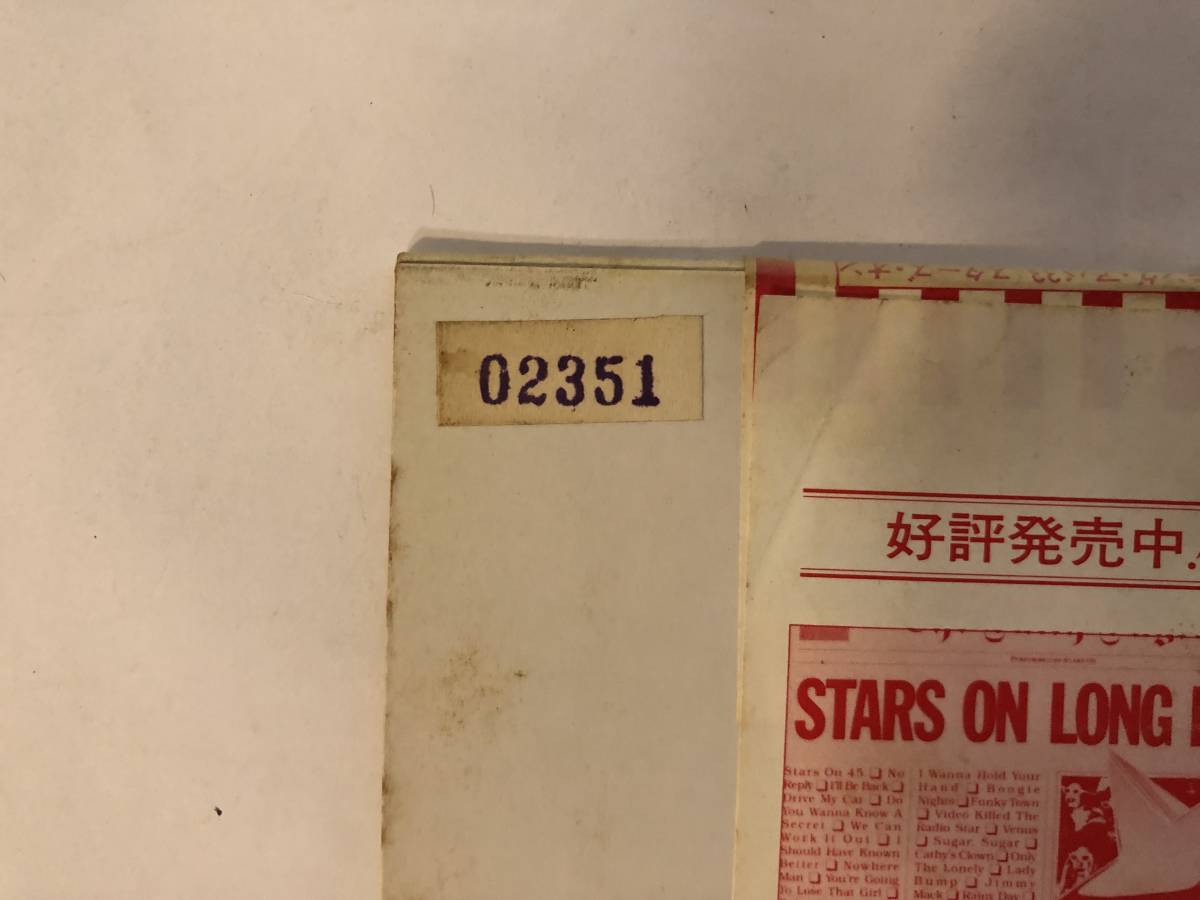 02351
好評発売中
STARS ON LONG
Stars On 45 ❏ No
Reply ❏ I'll Be Back ❏
Drive My Car ❏ Do
You Wanna Know A
Secret ❏ We Can
Work It Out ❏ I
Should Have Known
Better ❏ Nowhere
Man ❏ You're Going
To Lose That Girl ❏
I Wanna Hold Your
Hand ❏ Boogie
Nights ❏ Funky Town
❏ Video Killed The
Radio Star ❏ Venus
❏ Sugar, Sugar ❏
Cathy's Clown ❏ Only
The Lonely ❏ Lady
Bump ❏ Jimmy
Mack ❏ Rainy Day ❏